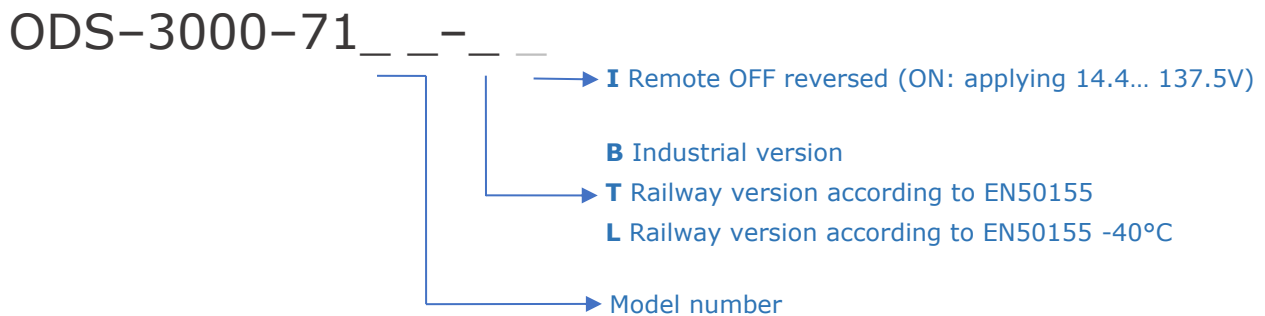 ODS–3000–71_ _–_ _
I Remote OFF reversed (ON: applying 14.4… 137.5V)
B Industrial version
T Railway version according to EN50155
L Railway version according to EN50155 -40°C
Model number